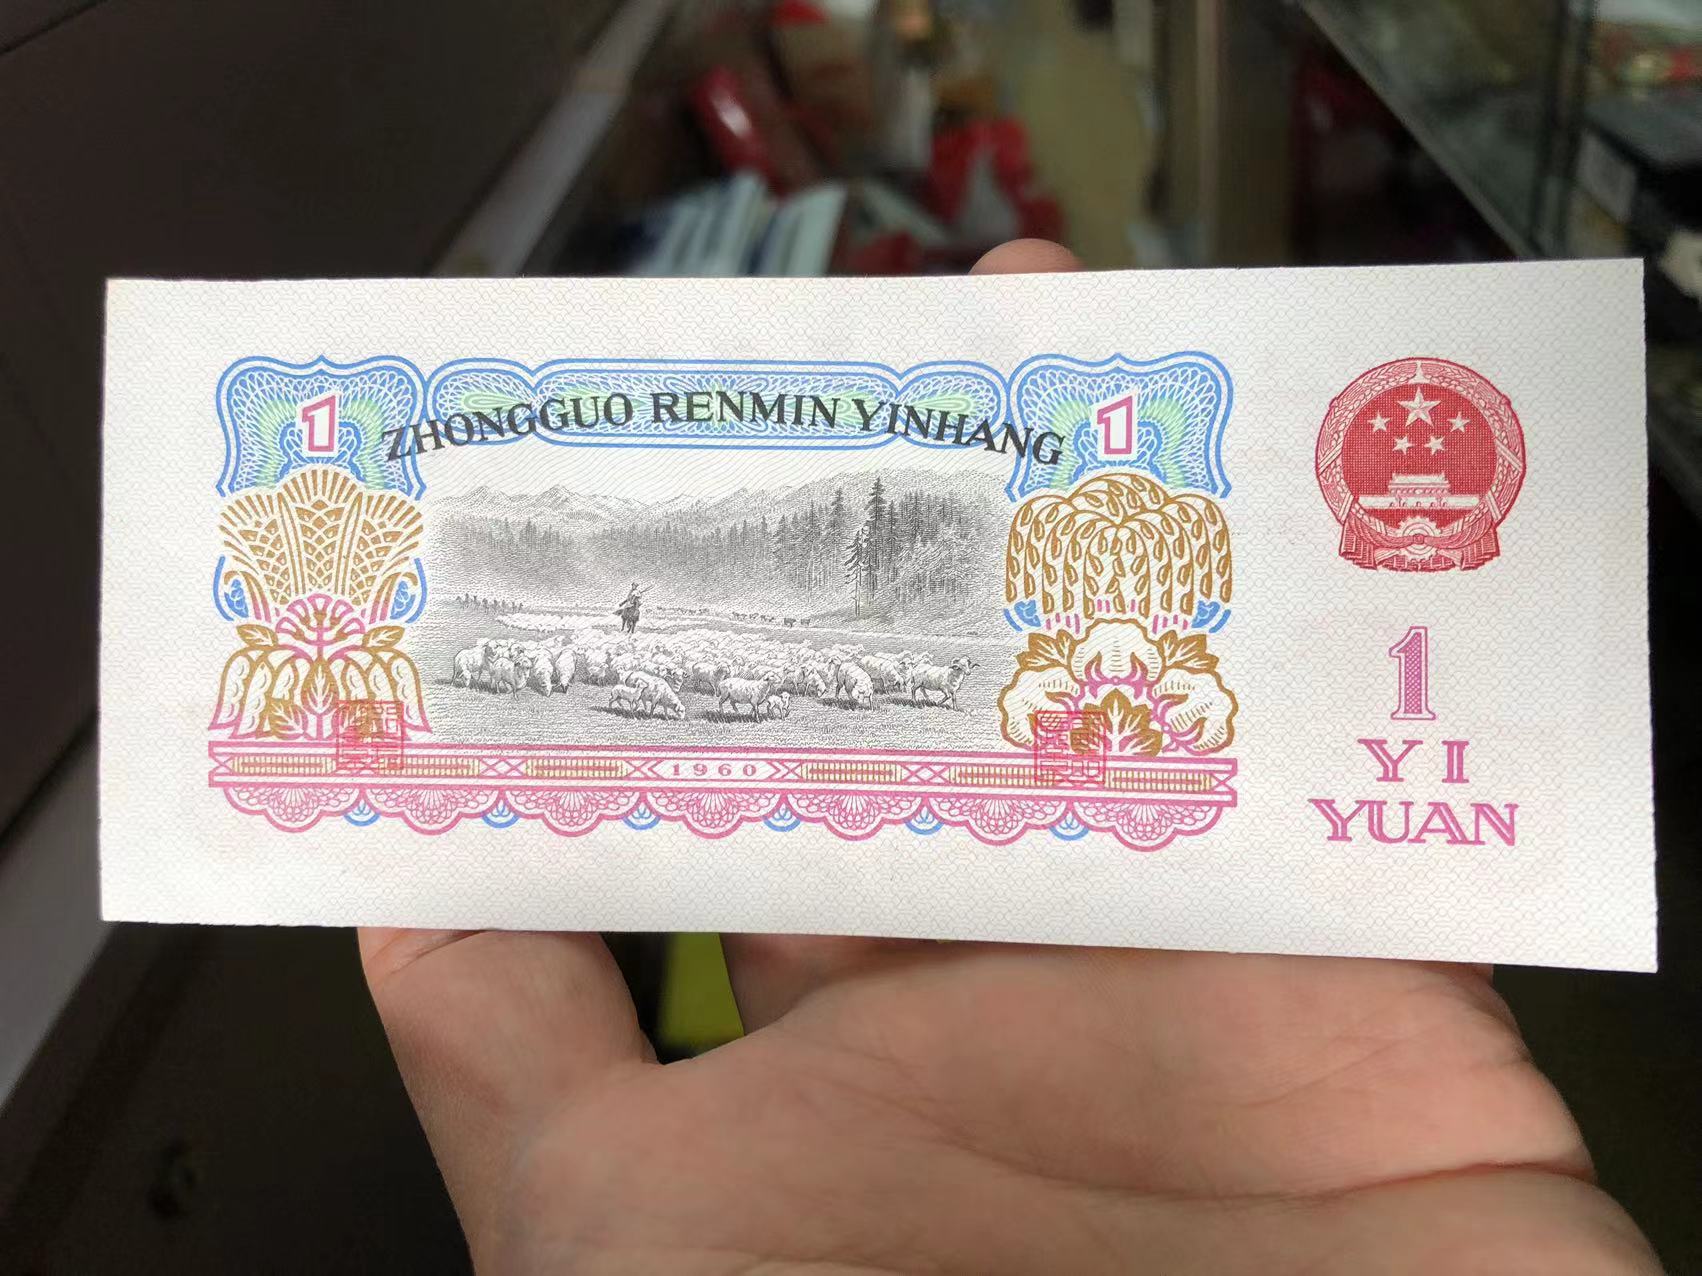 1
ZHONGGUO RENMIN YINHANG
1
1960
1
YI
YUAN